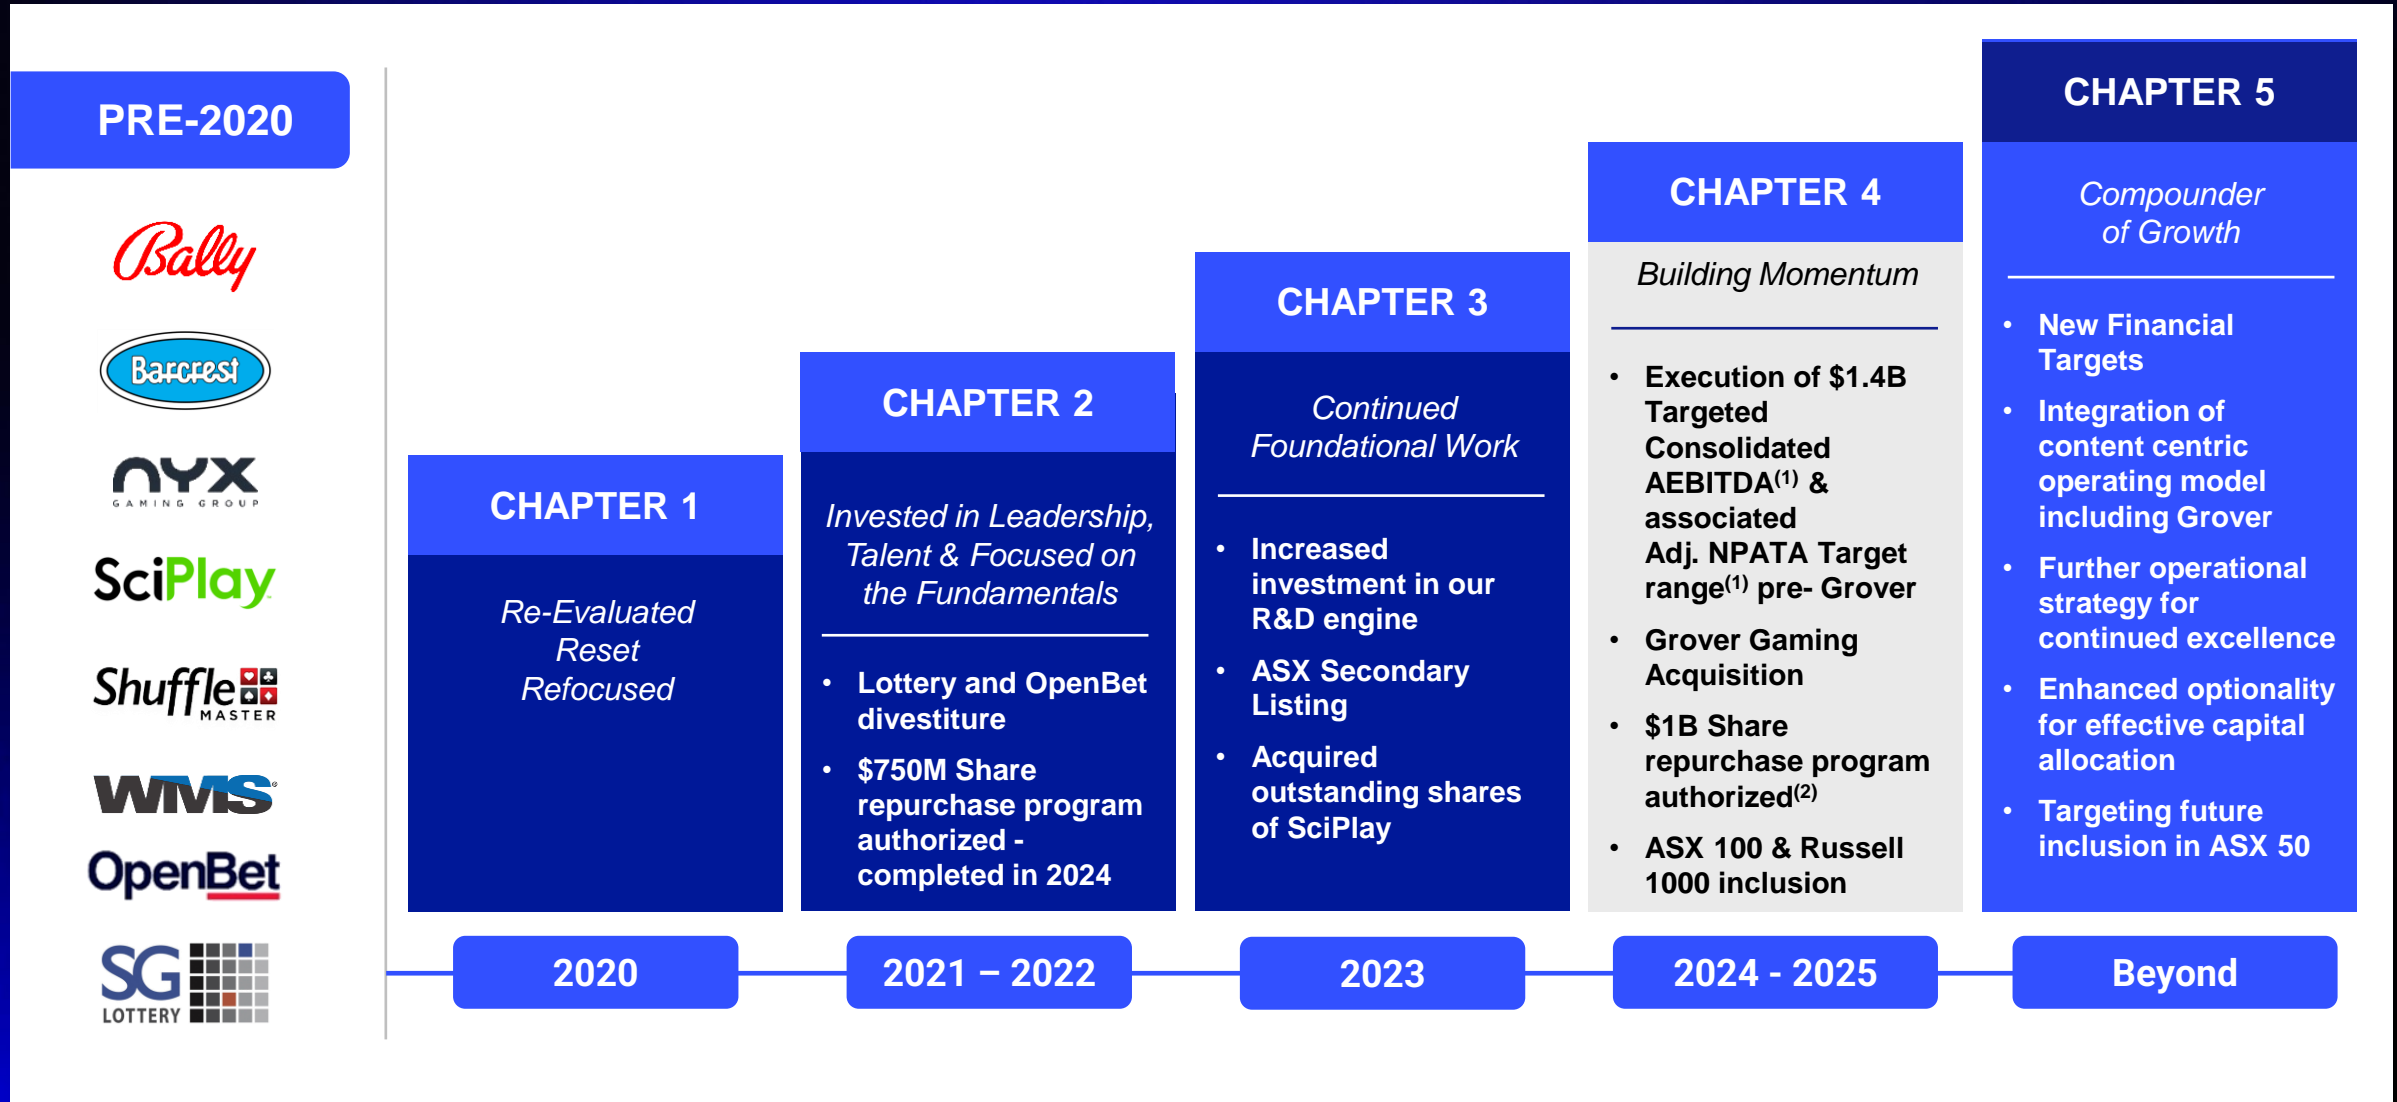 PRE-2020
Bally
Barcrest
NYX
GAMING GROUP
SciPlay
Shuffle
MASTER
WMS
OpenBet
SG
LOTTERY
CHAPTER 1
Re-Evaluated
Reset
Refocused
2020
CHAPTER 2
Invested in Leadership,
Talent & Focused on
the Fundamentals
• Lottery and OpenBet
divestiture
• $750M Share
repurchase program
authorized -
completed in 2024
2021 – 2022
CHAPTER 3
Continued
Foundational Work
• Increased
investment in our
R&D engine
• ASX Secondary
Listing
• Acquired
outstanding shares
of SciPlay
2023
CHAPTER 4
Building Momentum
• Execution of $1.4B
Targeted
Consolidated
AEBITDA(1) &
associated
Adj. NPATA Target
range(1) pre- Grover
• Grover Gaming
Acquisition
• $1B Share
repurchase program
authorized(2)
• ASX 100 & Russell
1000 inclusion
2024 - 2025
CHAPTER 5
Compounder
of Growth
• New Financial
Targets
• Integration of
content centric
operating model
including Grover
• Further operational
strategy for
continued excellence
• Enhanced optionality
for effective capital
allocation
• Targeting future
inclusion in ASX 50
Beyond